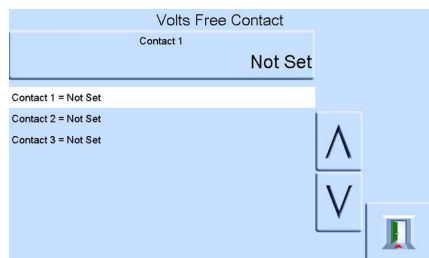 Volts Free Contact
Contact 1
Not Set
Contact 1 = Not Set
Contact 2 = Not Set
Contact 3 = Not Set